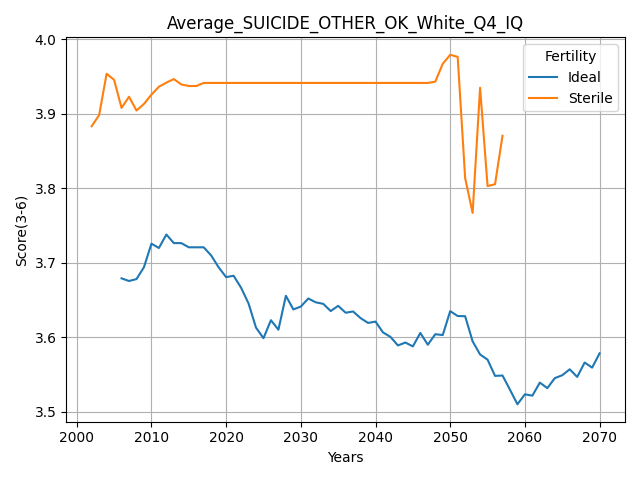 Average_SUICIDE_OTHER_OK_White_Q4_IQ
Fertility
Ideal
Sterile
Score(3-6)
4.0
3.9
3.8
3.7
3.6
3.5
2000 2010 2020 2030 2040 2050 2060 2070
Years